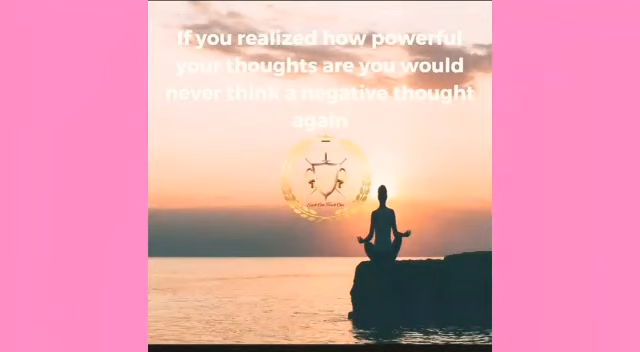 If you realized how powerful
your thoughts are you would
never think a negative thought
again